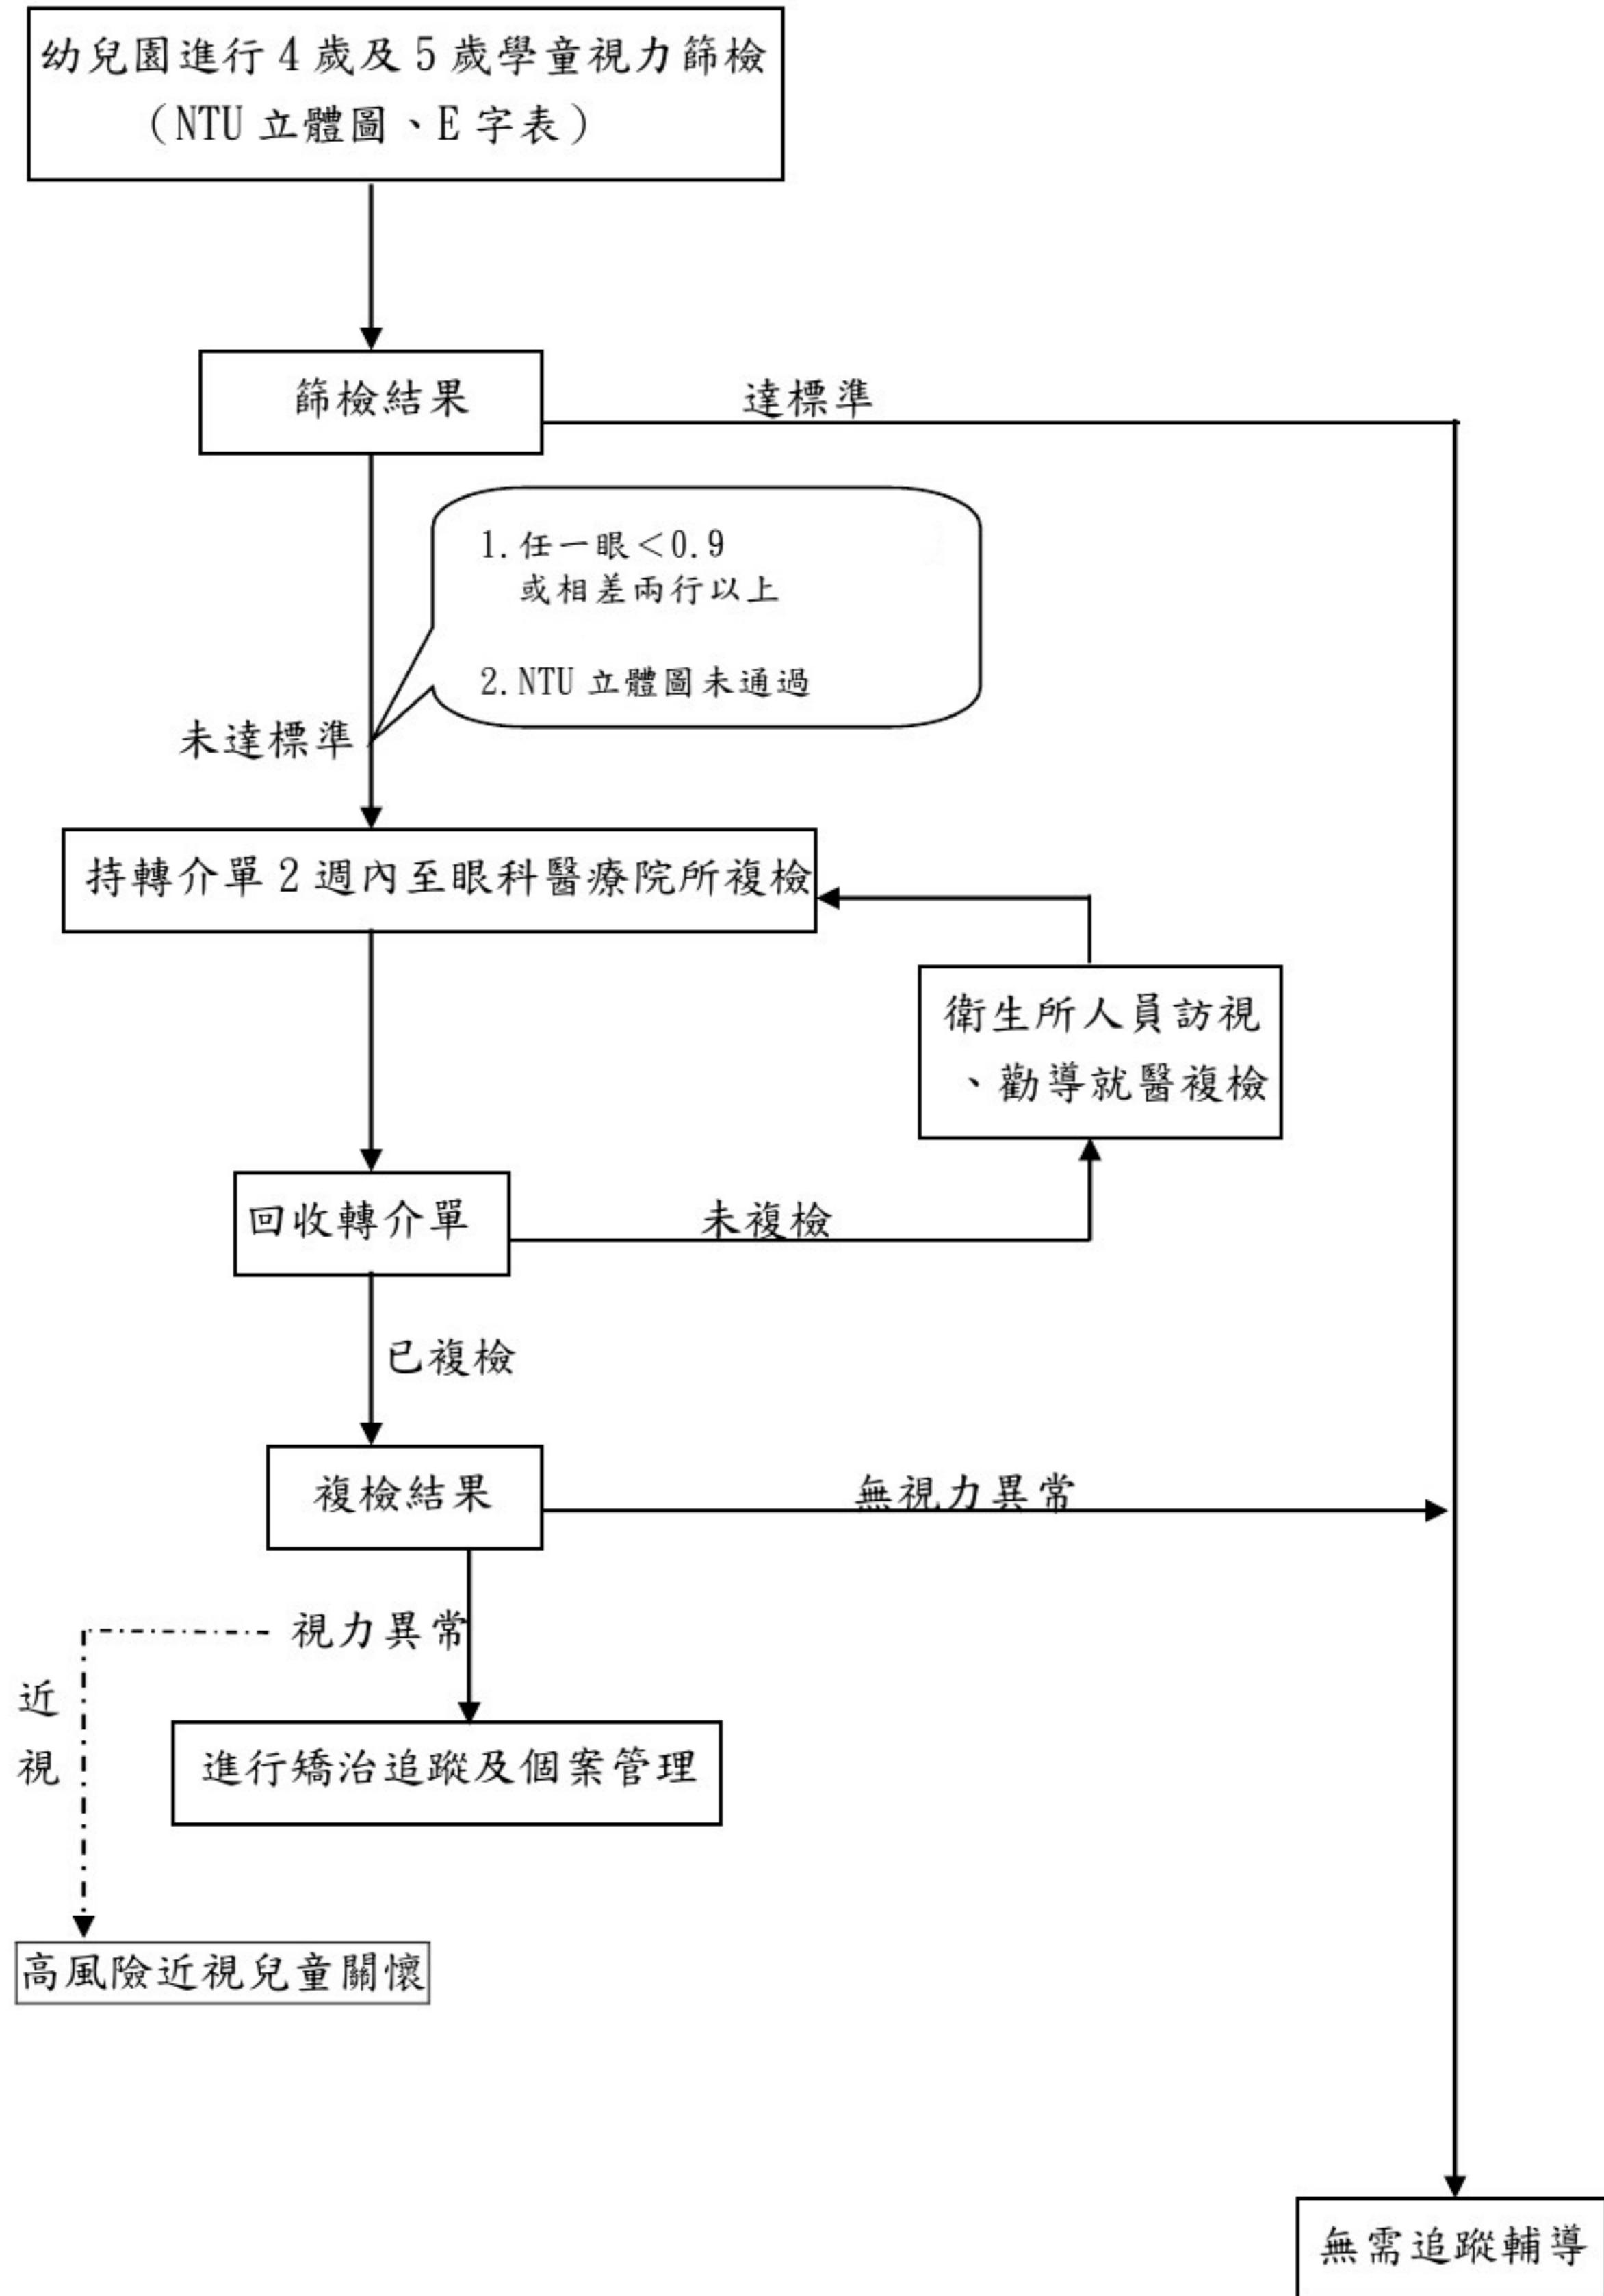 幼兒園進行4歲及5歲學童視力篩檢
（NTU立體圖、E字表）
篩檢結果
達標準
1.任一眼＜0.9
或相差兩行以上
2.NTU立體圖未通過
未達標準
持轉介單2週內至眼科醫療院所複檢
衛生所人員訪視
、勸導就醫複檢
回收轉介單
未複檢
已複檢
複檢結果
無視力異常
視力異常
近
視
進行矯治追蹤及個案管理
高風險近視兒童關懷
無需追蹤輔導